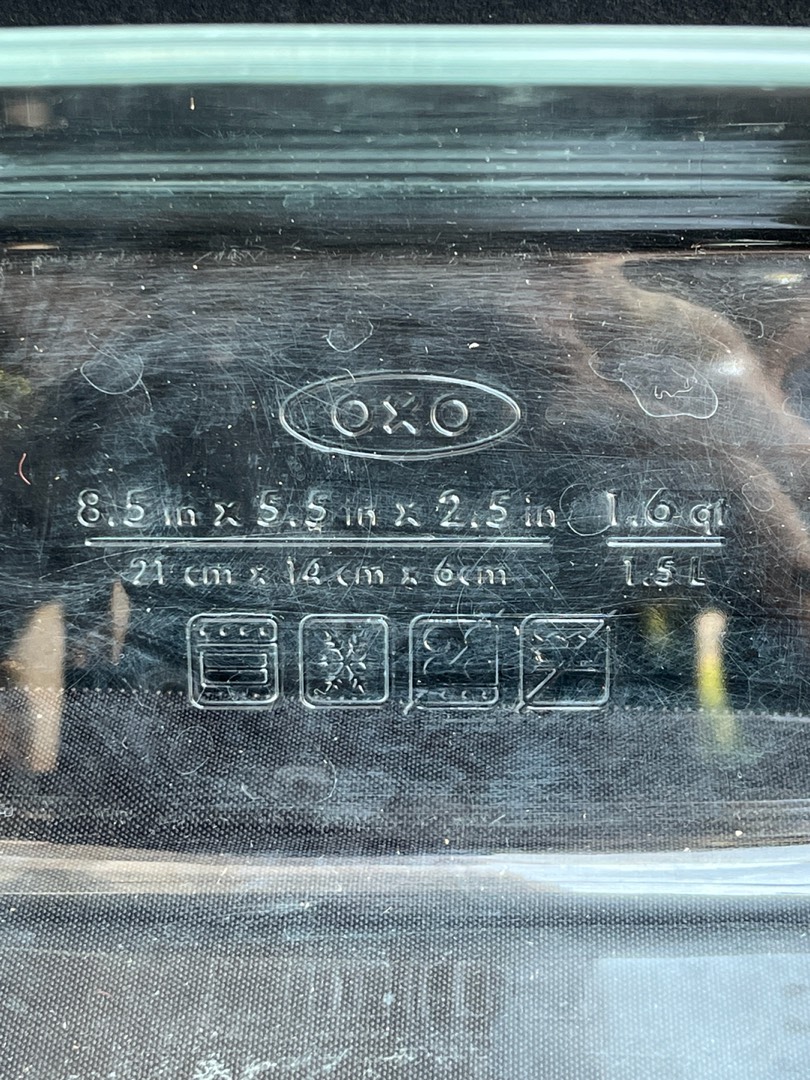 OXO
8.5 in x 5.5 in x 2.5 in 1.6 qt
21 cm x 14 cm x 6cm 1.5 L